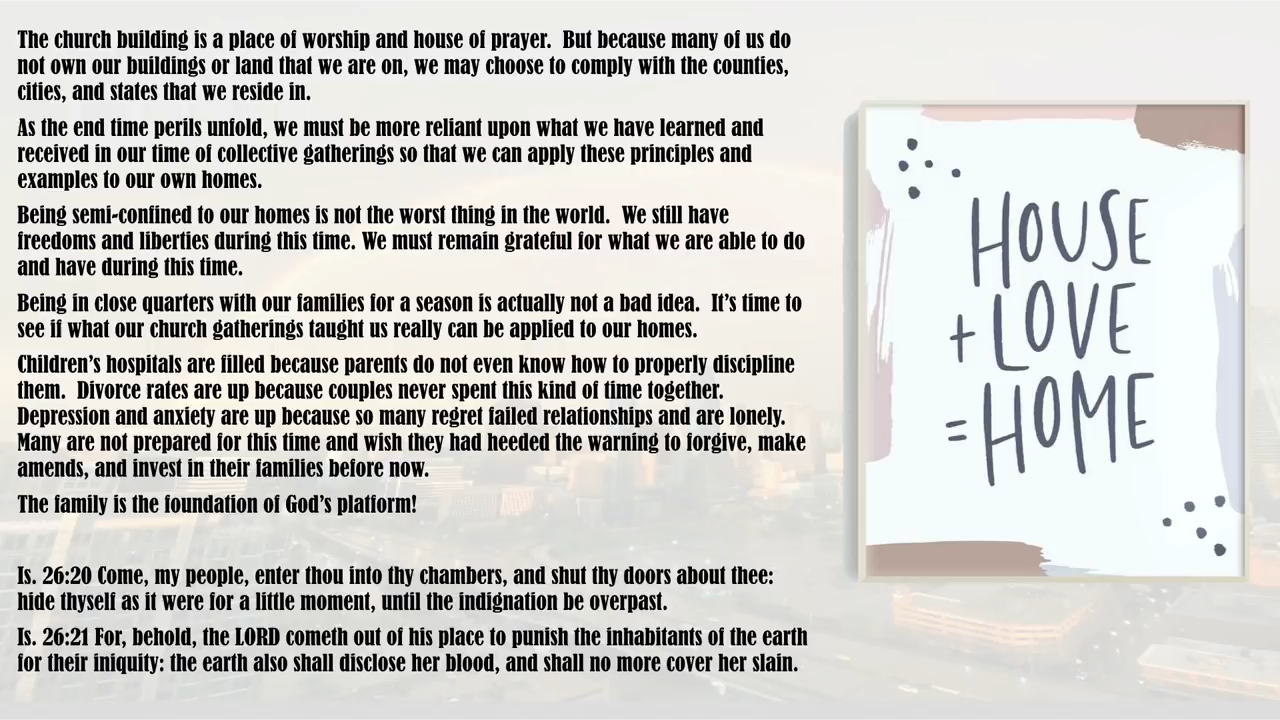 The church building is a place of worship and house of prayer.  But because many of us do
not own our buildings or land that we are on, we may choose to comply with the counties,
cities, and states that we reside in.
As the end time perils unfold, we must be more reliant upon what we have learned and
received in our time of collective gatherings so that we can apply these principles and
examples to our own homes.
Being semi-confined to our homes is not the worst thing in the world.  We still have
freedoms and liberties during this time. We must remain grateful for what we are able to do
and have during this time.
Being in close quarters with our families for a season is actually not a bad idea.  It’s time to
see if what our church gatherings taught us really can be applied to our homes.
Children’s hospitals are filled because parents do not even know how to properly discipline
them.  Divorce rates are up because couples never spent this kind of time together.
Depression and anxiety are up because so many regret failed relationships and are lonely.
Many are not prepared for this time and wish they had heeded the warning to forgive, make
amends, and invest in their families before now.
The family is the foundation of God’s platform!
Is. 26:20 Come, my people, enter thou into thy chambers, and shut thy doors about thee:
hide thyself as it were for a little moment, until the indignation be overpast.
Is. 26:21 For, behold, the LORD cometh out of his place to punish the inhabitants of the earth
for their iniquity: the earth also shall disclose her blood, and shall no more cover her slain.
HOUSE
+ LOVE
= HOME